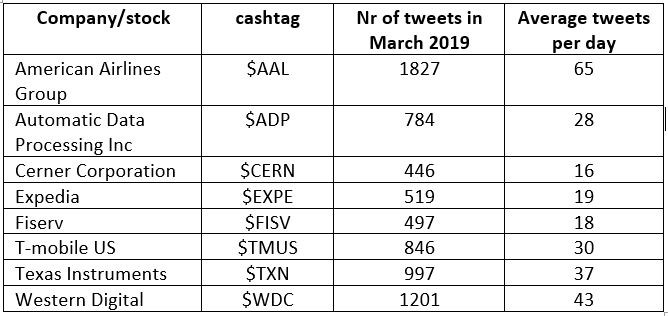 Company/stock cashtag Nr of tweets in March 2019 Average tweets per day
American Airlines Group $AAL 1827 65
Automatic Data Processing Inc $ADP 784 28
Cerner Corporation $CERN 446 16
Expedia $EXPE 519 19
Fiserv $FISV 497 18
T-mobile US $TMUS 846 30
Texas Instruments $TXN 997 37
Western Digital $WDC 1201 43